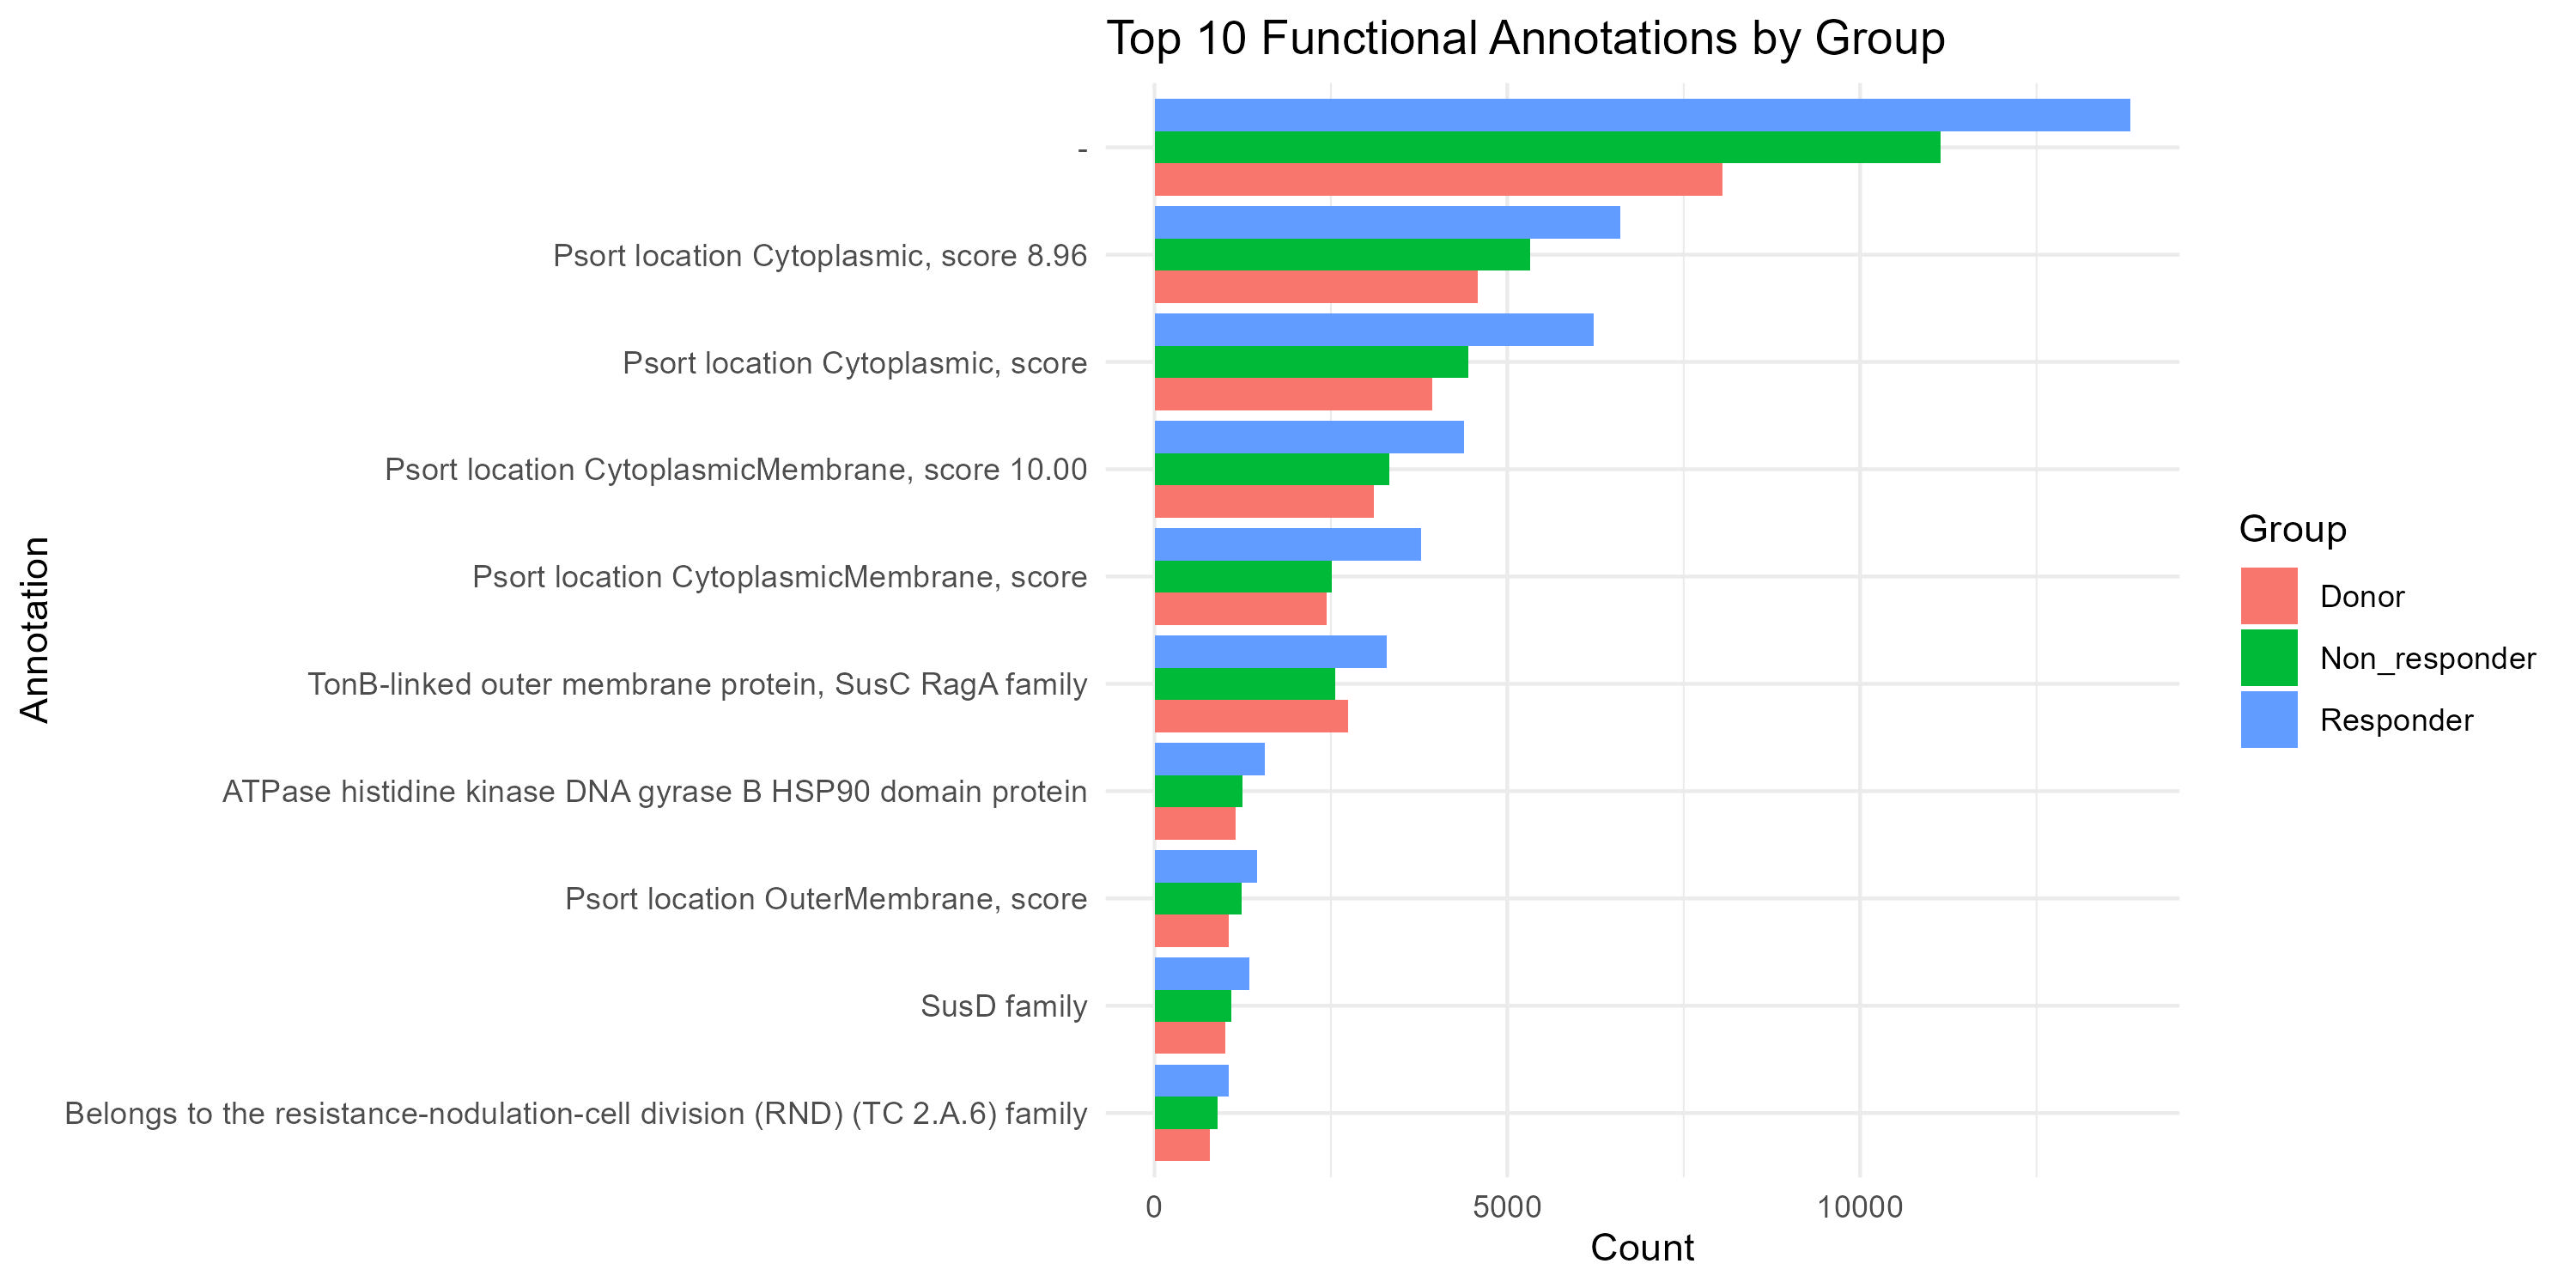 Top 10 Functional Annotations by Group
Annotation
-
Psort location Cytoplasmic, score 8.96
Psort location Cytoplasmic, score
Psort location CytoplasmicMembrane, score 10.00
Psort location CytoplasmicMembrane, score
TonB-linked outer membrane protein, SusC RagA family
ATPase histidine kinase DNA gyrase B HSP90 domain protein
Psort location OuterMembrane, score
SusD family
Belongs to the resistance-nodulation-cell division (RND) (TC 2.A.6) family
0 5000 10000
Count
Group
Donor
Non_responder
Responder